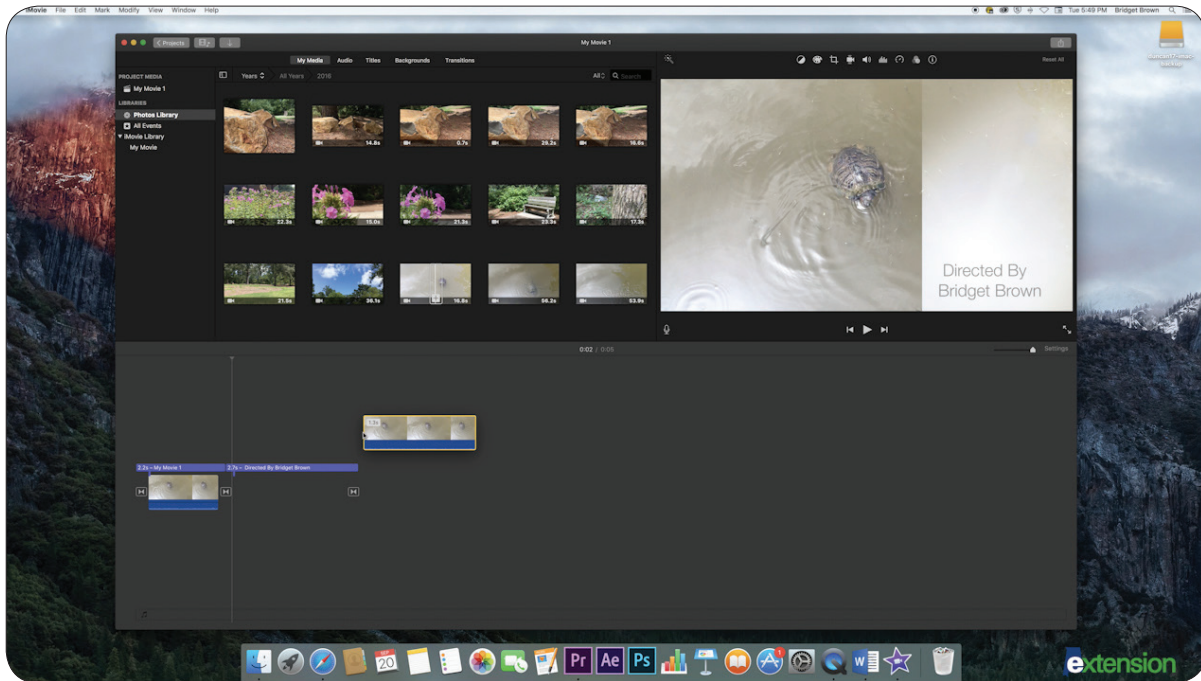 iMovie File Edit Mark Modify View Window Help
Tue 5:49 PM Bridget Brown
Projects
My Movie 1
My Media Audio Titles Backgrounds Transitions
Reset All
PROJECT MEDIA
My Movie 1
LIBRARIES
Photos Library
All Events
iMovie Library
My Movie
Years All Years 2016
All Search
14.8s 0.7s 29.2s 16.6s
22.3s 15.0s 21.3s 17.3s
21.5s 36.1s 16.8s 56.2s 53.9s
Directed By
Bridget Brown
0:02 / 0:05
Settings
1.3s
2.2s – My Movie 1 2.7s – Directed By Bridget Brown
20
Pr Ae Ps
1
W
extension